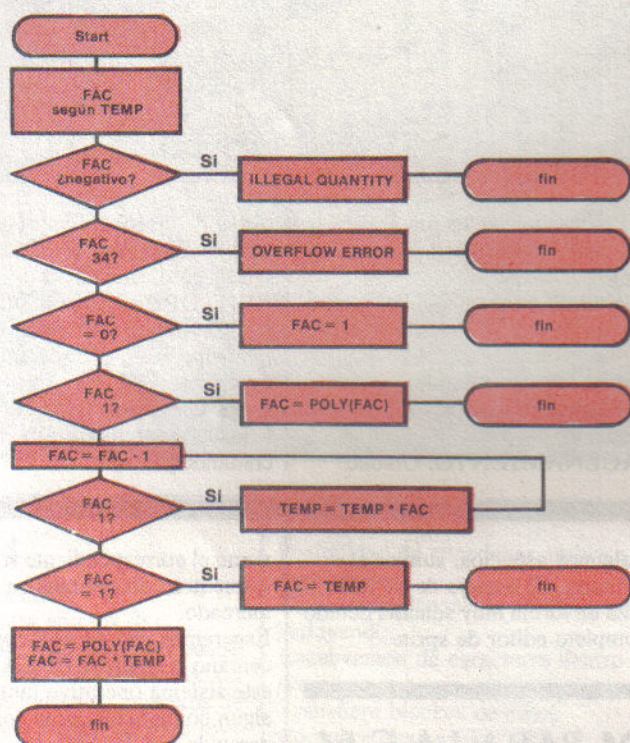 Start
FAC
según TEMP
FAC
¿negativo?
Si
ILLEGAL QUANTITY
fin
FAC
34?
Si
OVERFLOW ERROR
fin
FAC
= 0?
Si
FAC = 1
fin
FAC
1?
Si
FAC = POLY(FAC)
fin
FAC = FAC - 1
FAC
1?
Si
TEMP = TEMP * FAC
FAC
= 1?
Si
FAC = TEMP
fin
FAC = POLY(FAC)
FAC = FAC * TEMP
fin